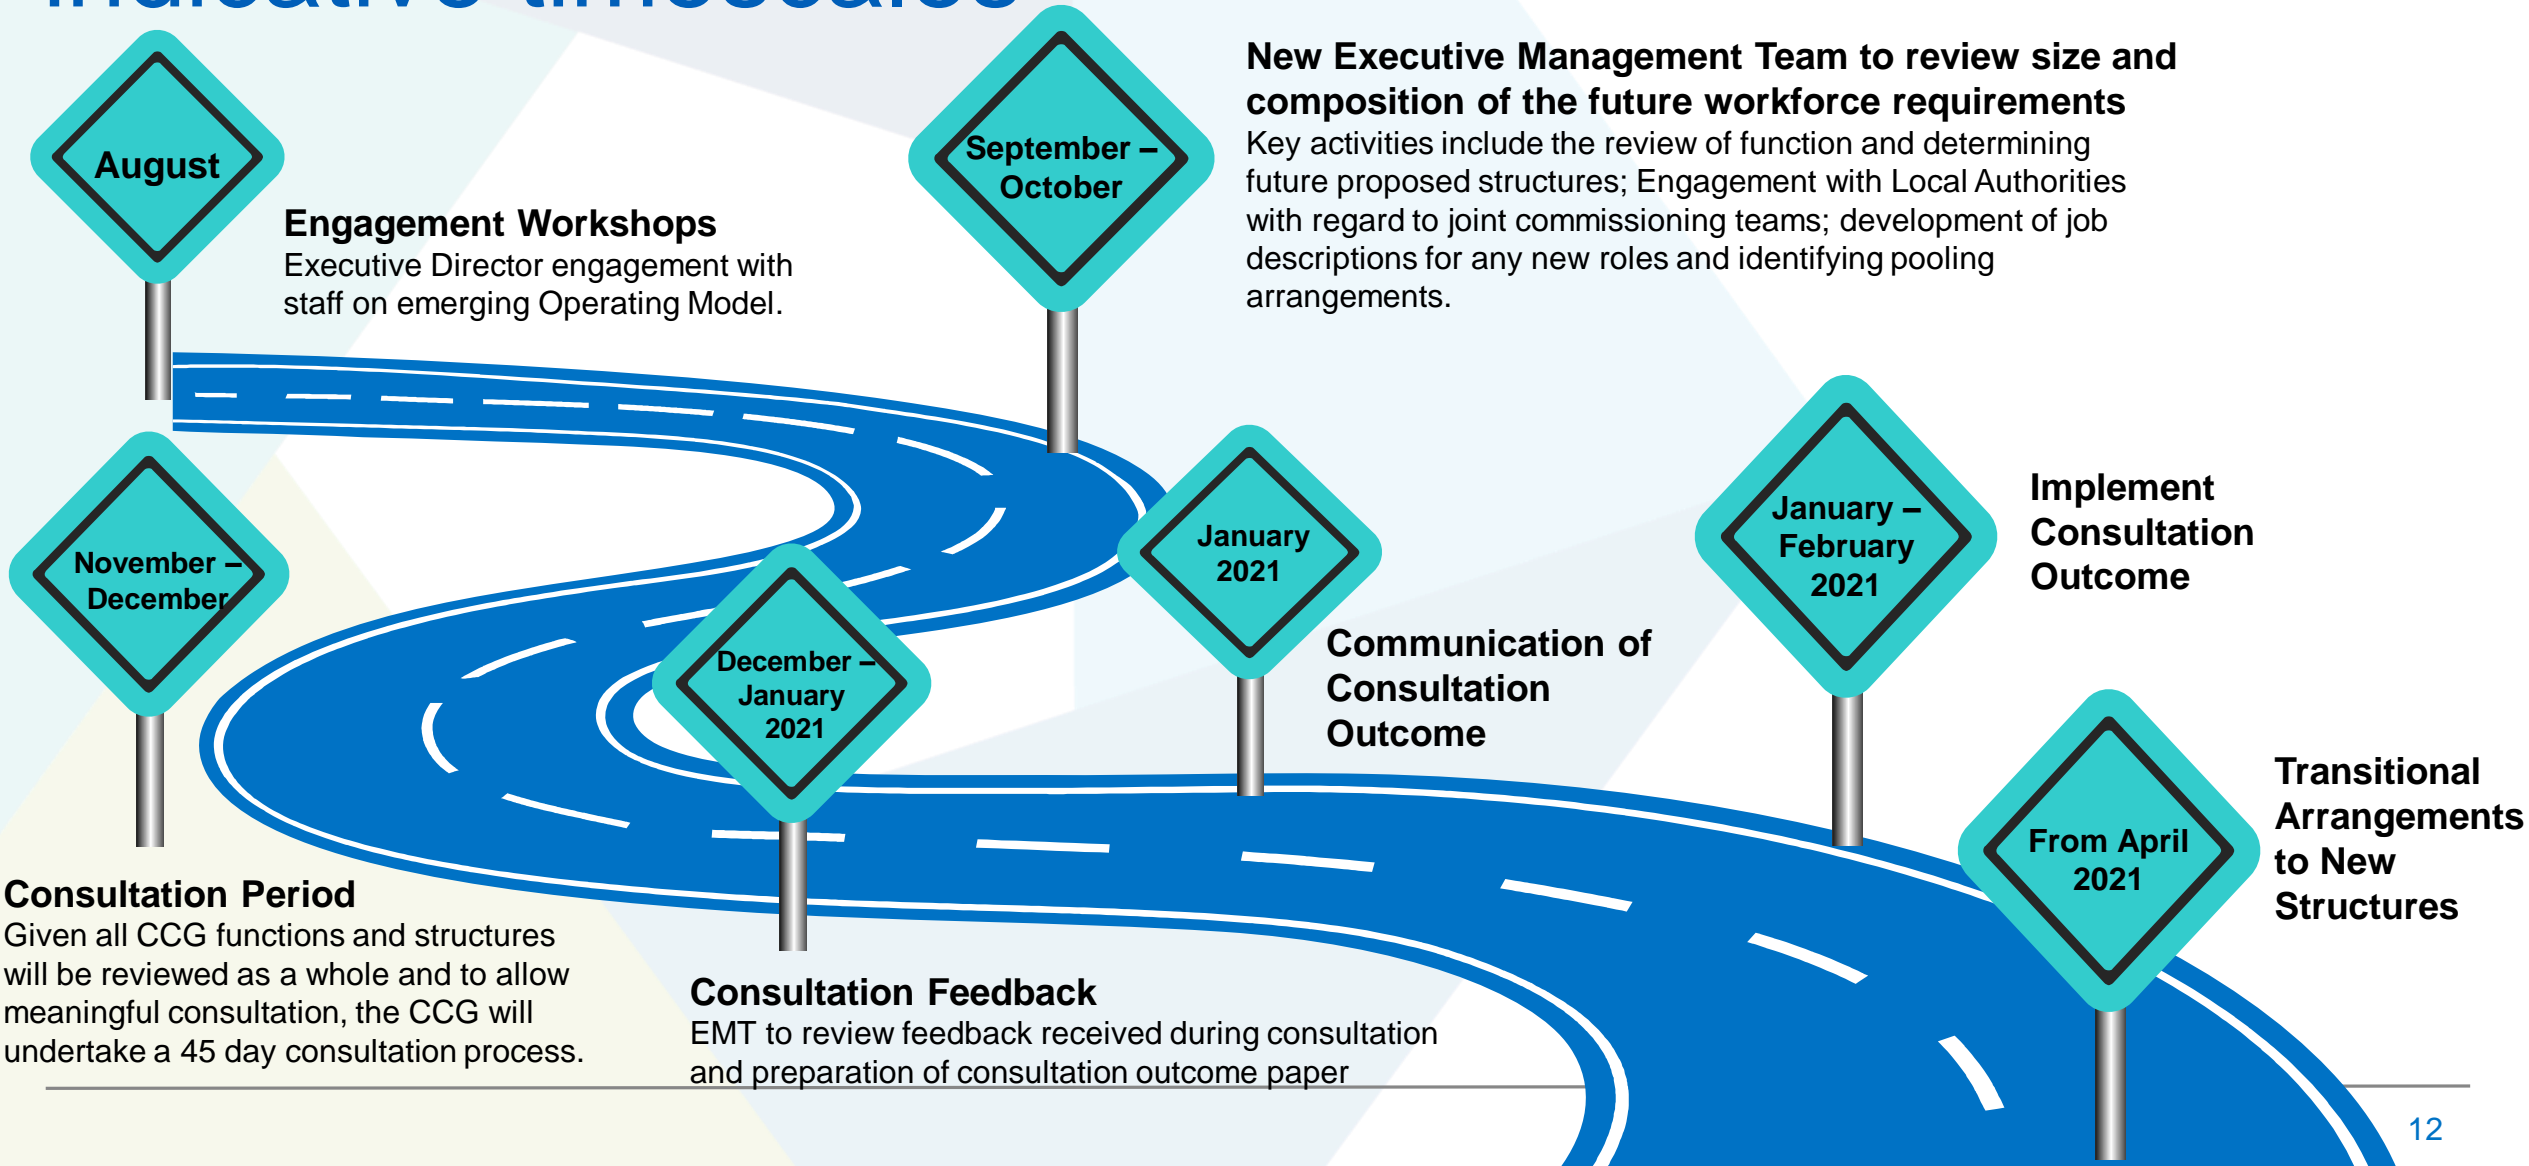 Indicative timescales
August
Engagement Workshops
Executive Director engagement with
staff on emerging Operating Model.
September –
October
New Executive Management Team to review size and
composition of the future workforce requirements
Key activities include the review of function and determining
future proposed structures; Engagement with Local Authorities
with regard to joint commissioning teams; development of job
descriptions for any new roles and identifying pooling
arrangements.
November –
December
Consultation Period
Given all CCG functions and structures
will be reviewed as a whole and to allow
meaningful consultation, the CCG will
undertake a 45 day consultation process.
December –
January
2021
Consultation Feedback
EMT to review feedback received during consultation
and preparation of consultation outcome paper
January
2021
Communication of
Consultation
Outcome
January –
February
2021
Implement
Consultation
Outcome
From April
2021
Transitional
Arrangements
to New
Structures
12